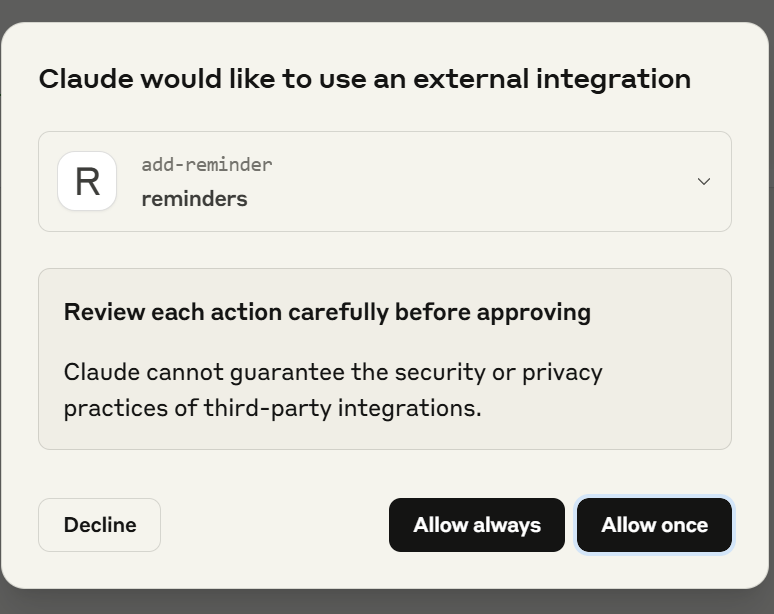 Claude would like to use an external integration
R
add-reminder
reminders
Review each action carefully before approving
Claude cannot guarantee the security or privacy
practices of third-party integrations.
Decline
Allow always
Allow once